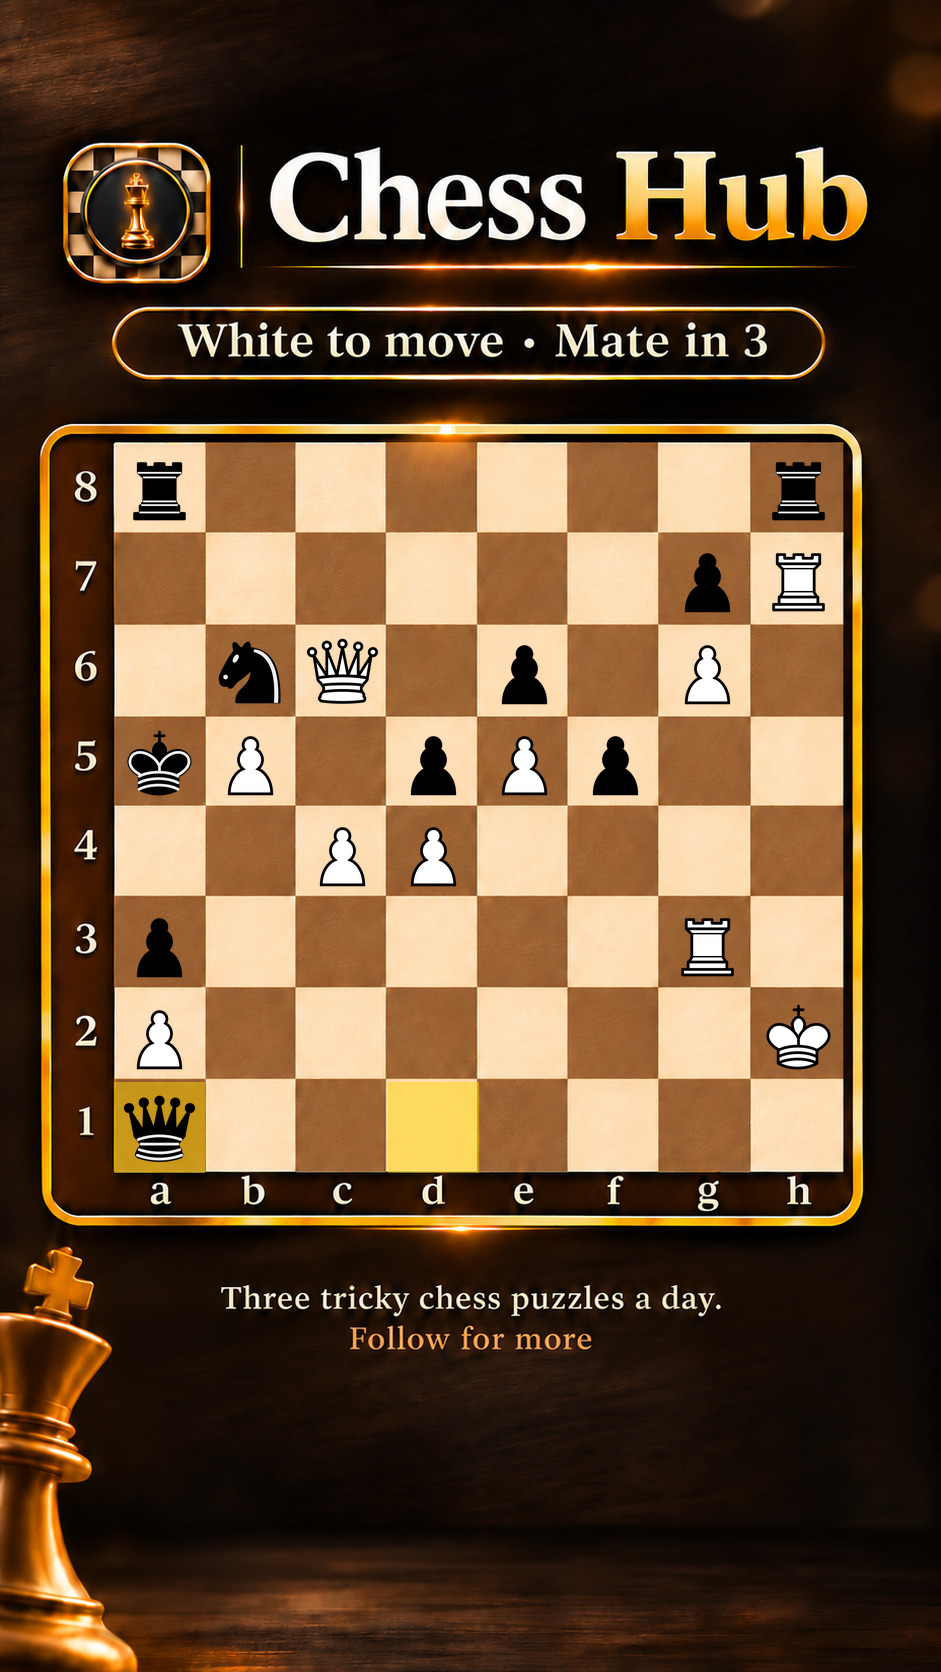 Chess Hub
White to move • Mate in 3
8
7
6
5
4
3
2
1
a b c d e f g h
Three tricky chess puzzles a day.
Follow for more